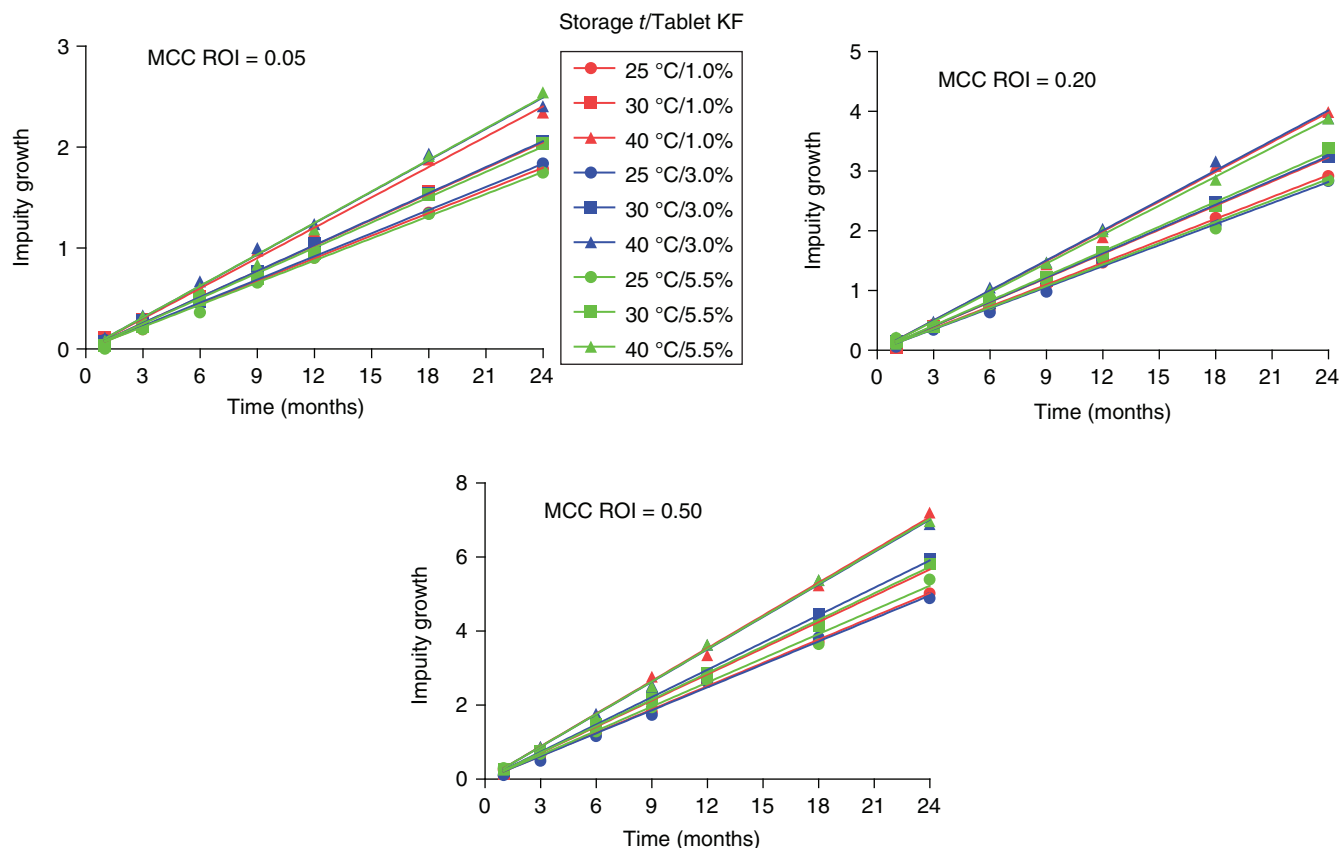 Storage t/Tablet KF
MCC ROI = 0.05
3
2
1
0
Impuity growth
0 3 6 9 12 18 21 24
Time (months)
25 °C/1.0%
30 °C/1.0%
40 °C/1.0%
25 °C/3.0%
30 °C/3.0%
40 °C/3.0%
25 °C/5.5%
30 °C/5.5%
40 °C/5.5%
MCC ROI = 0.20
5
4
3
2
1
0
Impuity growth
0 3 6 9 12 18 21 24
Time (months)
MCC ROI = 0.50
8
6
4
2
0
Impuity growth
0 3 6 9 12 18 21 24
Time (months)